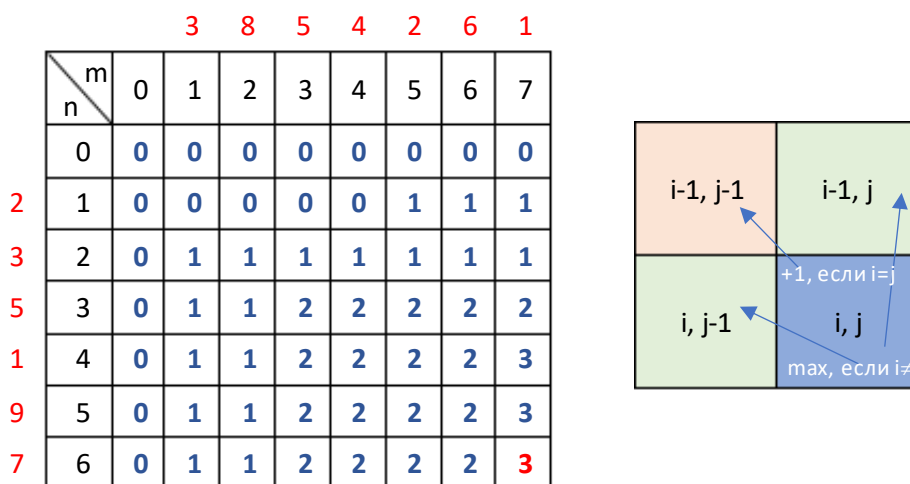 3 8 5 4 2 6 1
m n 0 1 2 3 4 5 6 7
0 0 0 0 0 0 0 0 0
2 1 0 0 0 0 0 1 1 1
3 2 0 1 1 1 1 1 1 1
5 3 0 1 1 2 2 2 2 2
1 4 0 1 1 2 2 2 2 3
9 5 0 1 1 2 2 2 2 3
7 6 0 1 1 2 2 2 2 3
i-1, j-1 i-1, j
+1, если i=j
i, j-1 i, j
max, если i≠